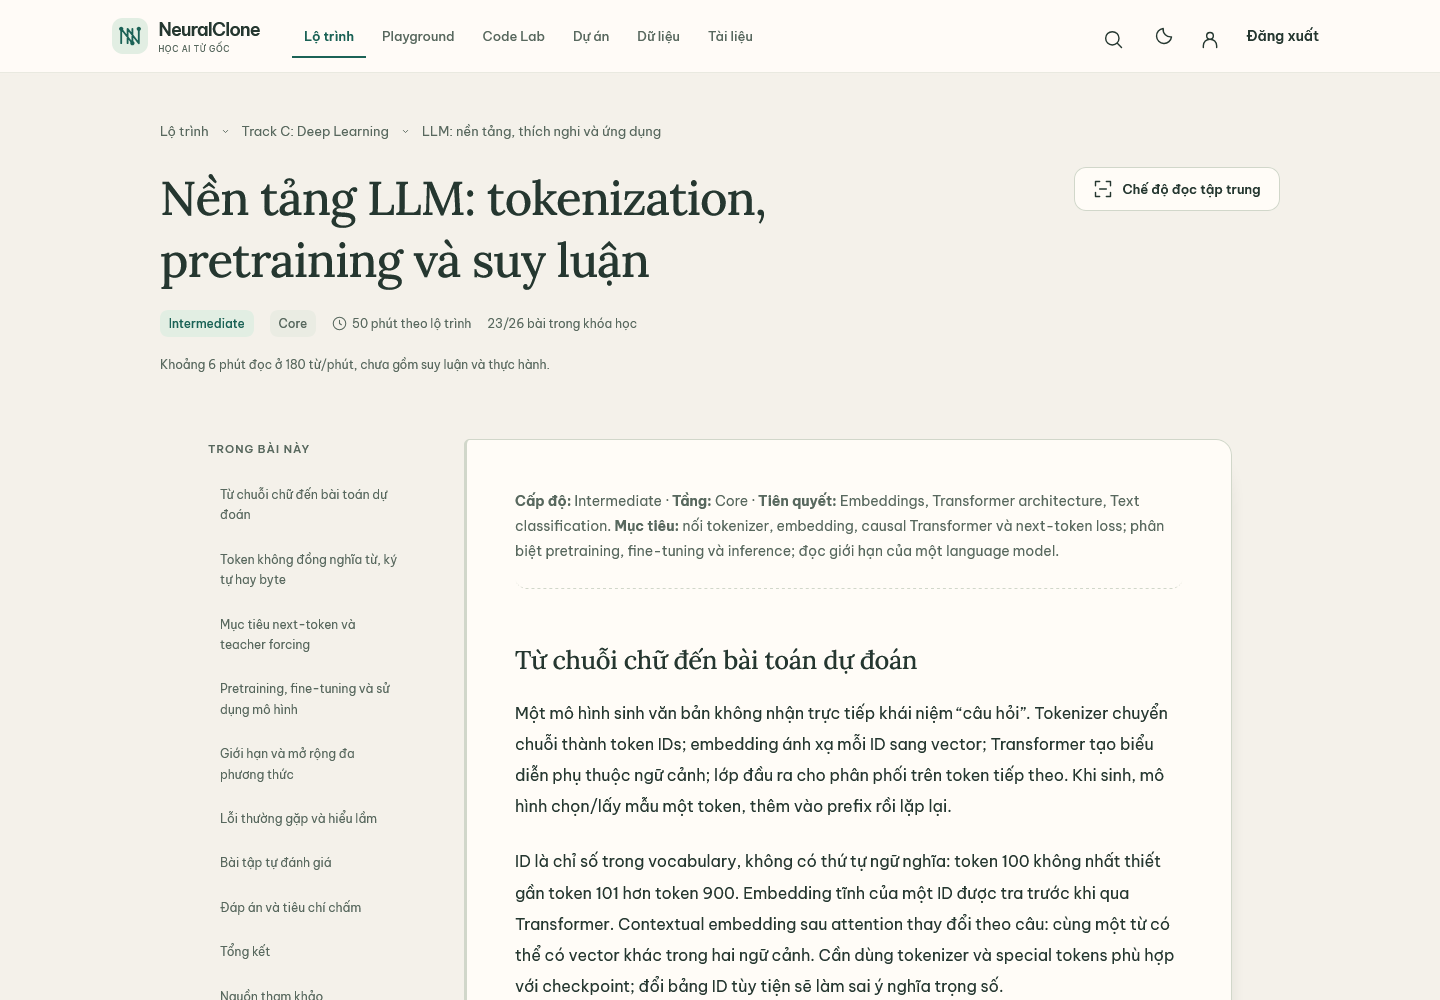 NeuralClone
HỌC AI TỪ GỐC
Lộ trình
Playground
Code Lab
Dự án
Dữ liệu
Tài liệu
Đăng xuất
Lộ trình
Track C: Deep Learning
LLM: nền tảng, thích nghi và ứng dụng
Nền tảng LLM: tokenization,
pretraining và suy luận
Chế độ đọc tập trung
Intermediate
Core
50 phút theo lộ trình
23/26 bài trong khóa học
Khoảng 6 phút đọc ở 180 từ/phút, chưa gồm suy luận và thực hành.
TRONG BÀI NÀY
Từ chuỗi chữ đến bài toán dự
đoán
Token không đồng nghĩa từ, ký
tự hay byte
Mục tiêu next-token và
teacher forcing
Pretraining, fine-tuning và sử
dụng mô hình
Giới hạn và mở rộng đa
phương thức
Lỗi thường gặp và hiểu lầm
Bài tập tự đánh giá
Đáp án và tiêu chí chấm
Tổng kết
Nguồn tham khảo
Cấp độ: Intermediate · Tầng: Core · Tiên quyết: Embeddings, Transformer architecture, Text
classification. Mục tiêu: nối tokenizer, embedding, causal Transformer và next-token loss; phân
biệt pretraining, fine-tuning và inference; đọc giới hạn của một language model.
Từ chuỗi chữ đến bài toán dự đoán
Một mô hình sinh văn bản không nhận trực tiếp khái niệm “câu hỏi”. Tokenizer chuyển
chuỗi thành token IDs; embedding ánh xạ mỗi ID sang vector; Transformer tạo biểu
diễn phụ thuộc ngữ cảnh; lớp đầu ra cho phân phối trên token tiếp theo. Khi sinh, mô
hình chọn/lấy mẫu một token, thêm vào prefix rồi lặp lại.
ID là chỉ số trong vocabulary, không có thứ tự ngữ nghĩa: token 100 không nhất thiết
gần token 101 hơn token 900. Embedding tĩnh của một ID được tra trước khi qua
Transformer. Contextual embedding sau attention thay đổi theo câu: cùng một từ có
thể có vector khác trong hai ngữ cảnh. Cần dùng tokenizer và special tokens phù hợp
với checkpoint; đổi bảng ID tùy tiện sẽ làm sai ý nghĩa trọng số.